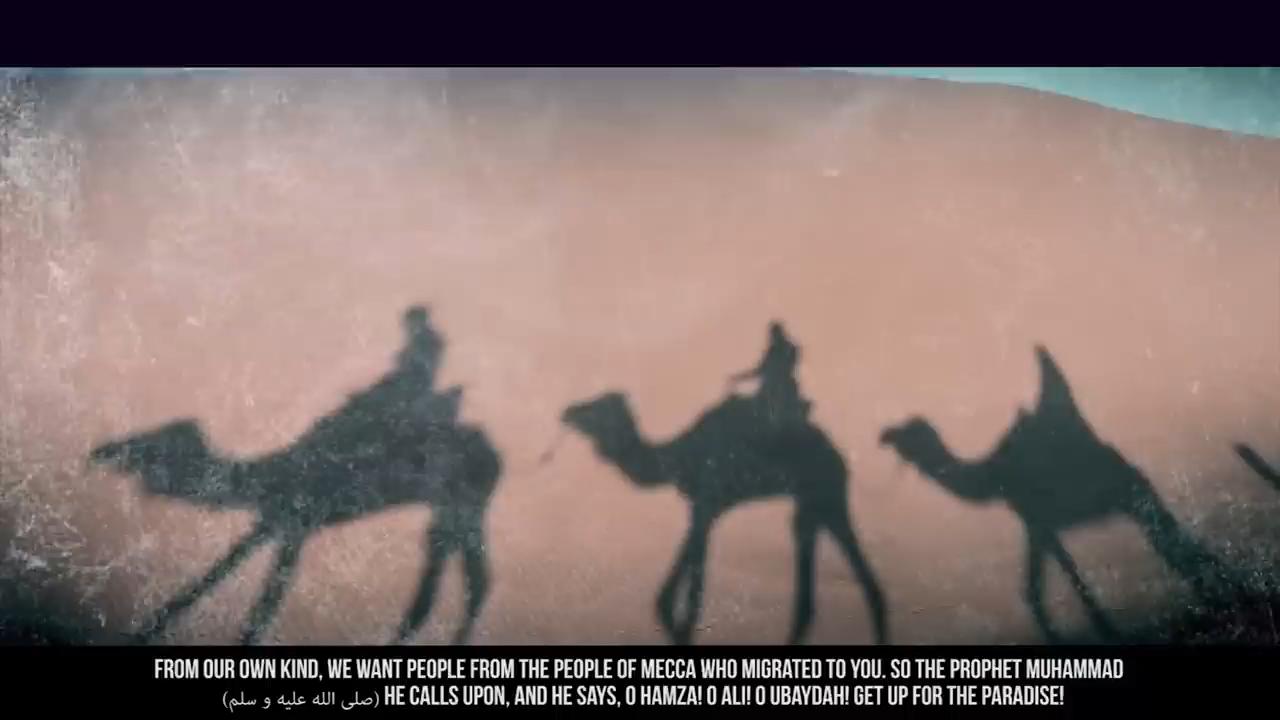 FROM OUR OWN KIND, WE WANT PEOPLE FROM THE PEOPLE OF MECCA WHO MIGRATED TO YOU. SO THE PROPHET MUHAMMAD
(صلى الله عليه و سلم) HE CALLS UPON, AND HE SAYS, O HAMZA! O ALI! O UBAYDAH! GET UP FOR THE PARADISE!